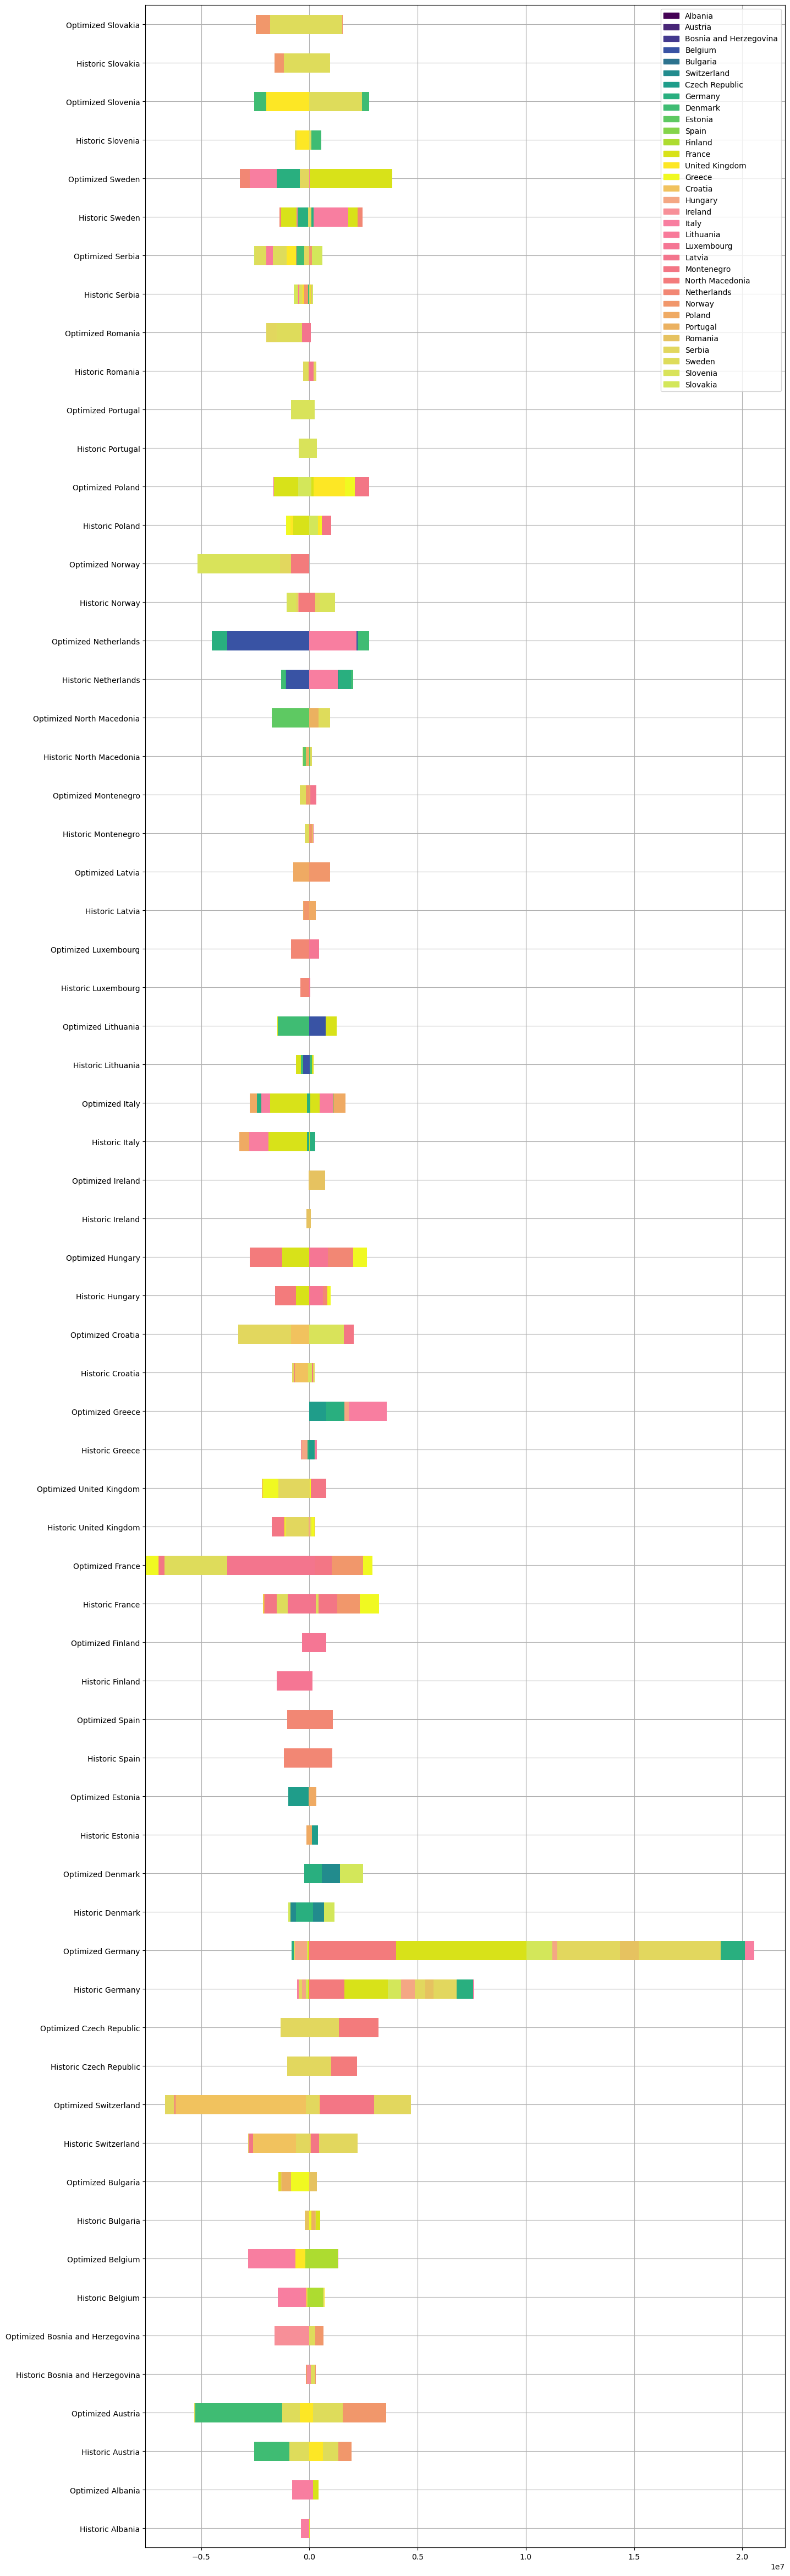 Optimized Slovakia
Historic Slovakia
Optimized Slovenia
Historic Slovenia
Optimized Sweden
Historic Sweden
Optimized Serbia
Historic Serbia
Optimized Romania
Historic Romania
Optimized Portugal
Historic Portugal
Optimized Poland
Historic Poland
Optimized Norway
Historic Norway
Optimized Netherlands
Historic Netherlands
Optimized North Macedonia
Historic North Macedonia
Optimized Montenegro
Historic Montenegro
Optimized Latvia
Historic Latvia
Optimized Luxembourg
Historic Luxembourg
Optimized Lithuania
Historic Lithuania
Optimized Italy
Historic Italy
Optimized Ireland
Historic Ireland
Optimized Hungary
Historic Hungary
Optimized Croatia
Historic Croatia
Optimized Greece
Historic Greece
Optimized United Kingdom
Historic United Kingdom
Optimized France
Historic France
Optimized Finland
Historic Finland
Optimized Spain
Historic Spain
Optimized Estonia
Historic Estonia
Optimized Denmark
Historic Denmark
Optimized Germany
Historic Germany
Optimized Czech Republic
Historic Czech Republic
Optimized Switzerland
Historic Switzerland
Optimized Bulgaria
Historic Bulgaria
Optimized Belgium
Historic Belgium
Optimized Bosnia and Herzegovina
Historic Bosnia and Herzegovina
Optimized Austria
Historic Austria
Optimized Albania
Historic Albania
Albania
Austria
Bosnia and Herzegovina
Belgium
Bulgaria
Switzerland
Czech Republic
Germany
Denmark
Estonia
Spain
Finland
France
United Kingdom
Greece
Croatia
Hungary
Ireland
Italy
Lithuania
Luxembourg
Latvia
Montenegro
North Macedonia
Netherlands
Norway
Poland
Portugal
Romania
Serbia
Sweden
Slovenia
Slovakia
−0.5 0.0 0.5 1.0 1.5 2.0
1e7